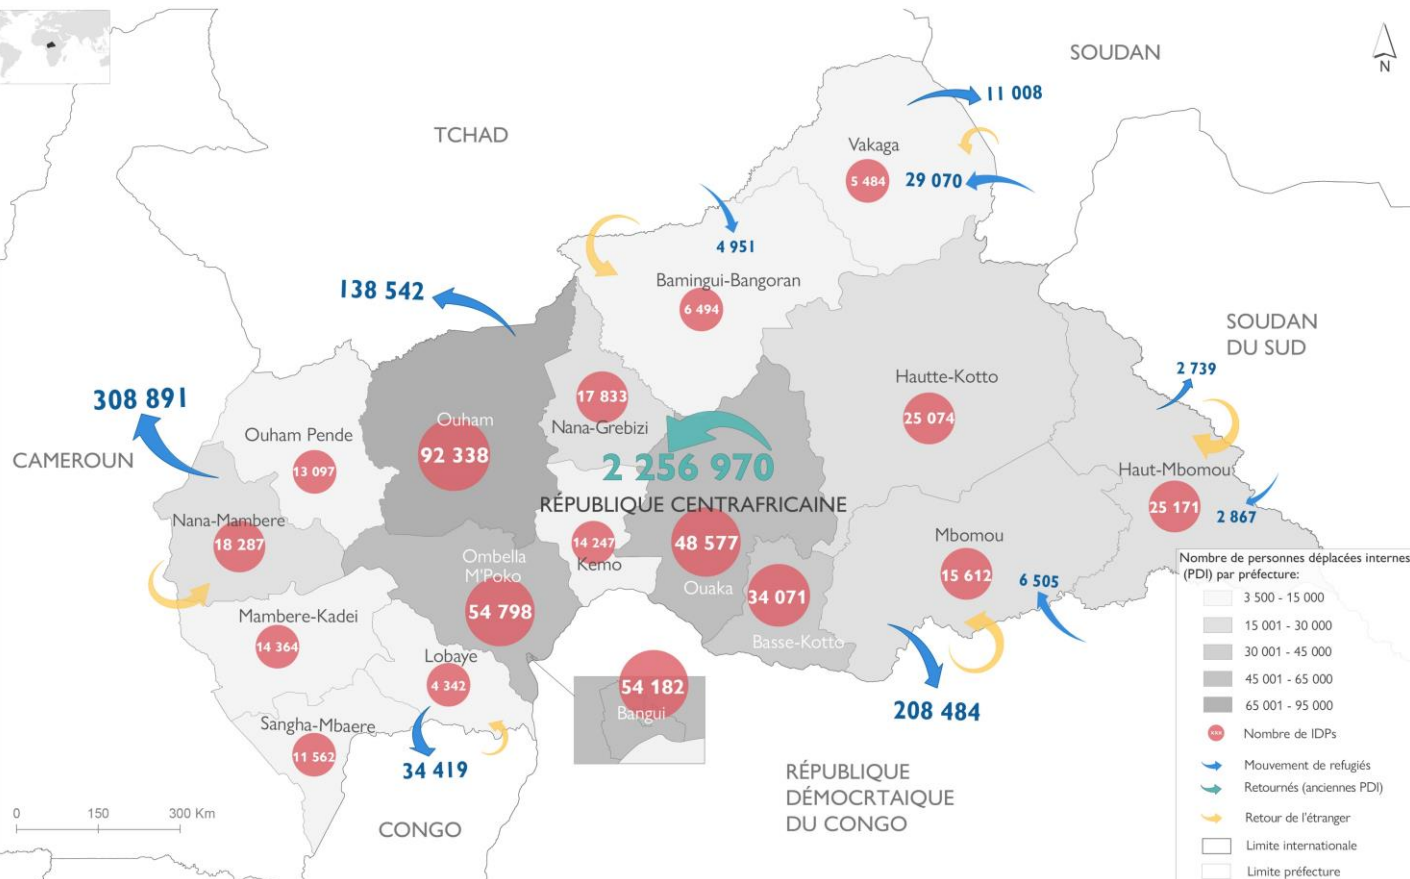 SOUDAN
N
11 008
TCHAD
Vakaga
5 484
29 070
4 951
Bamingui-Bangoran
6 494
138 542
SOUDAN
DU SUD
2 739
308 891
Hautte-Kotto
25 074
17 833
Nana-Grebizi
Ouham
92 338
Ouham Pende
13 097
CAMEROUN
2 256 970
RÉPUBLIQUE CENTRAFRICAINE
Haut-Mbomou
25 171
2 867
Nana-Mambere
18 287
14 247
Kemo
48 577
Ouaka
Mbomou
15 612
6 505
Ombella
M'Poko
54 798
34 071
Basse-Kotto
Mambere-Kadei
14 364
Lobaye
4 342
54 182
Bangui
208 484
Sangha-Mbaere
11 562
34 419
RÉPUBLIQUE
DÉMOCRTAIQUE
DU CONGO
CONGO
0 150 300 Km
Nombre de personnes déplacées internes
(PDI) par préfecture:
3 500 - 15 000
15 001 - 30 000
30 001 - 45 000
45 001 - 65 000
65 001 - 95 000
xxx Nombre de IDPs
Mouvement de refugiés
Retournés (anciennes PDI)
Retour de l'étranger
Limite internationale
Limite préfecture